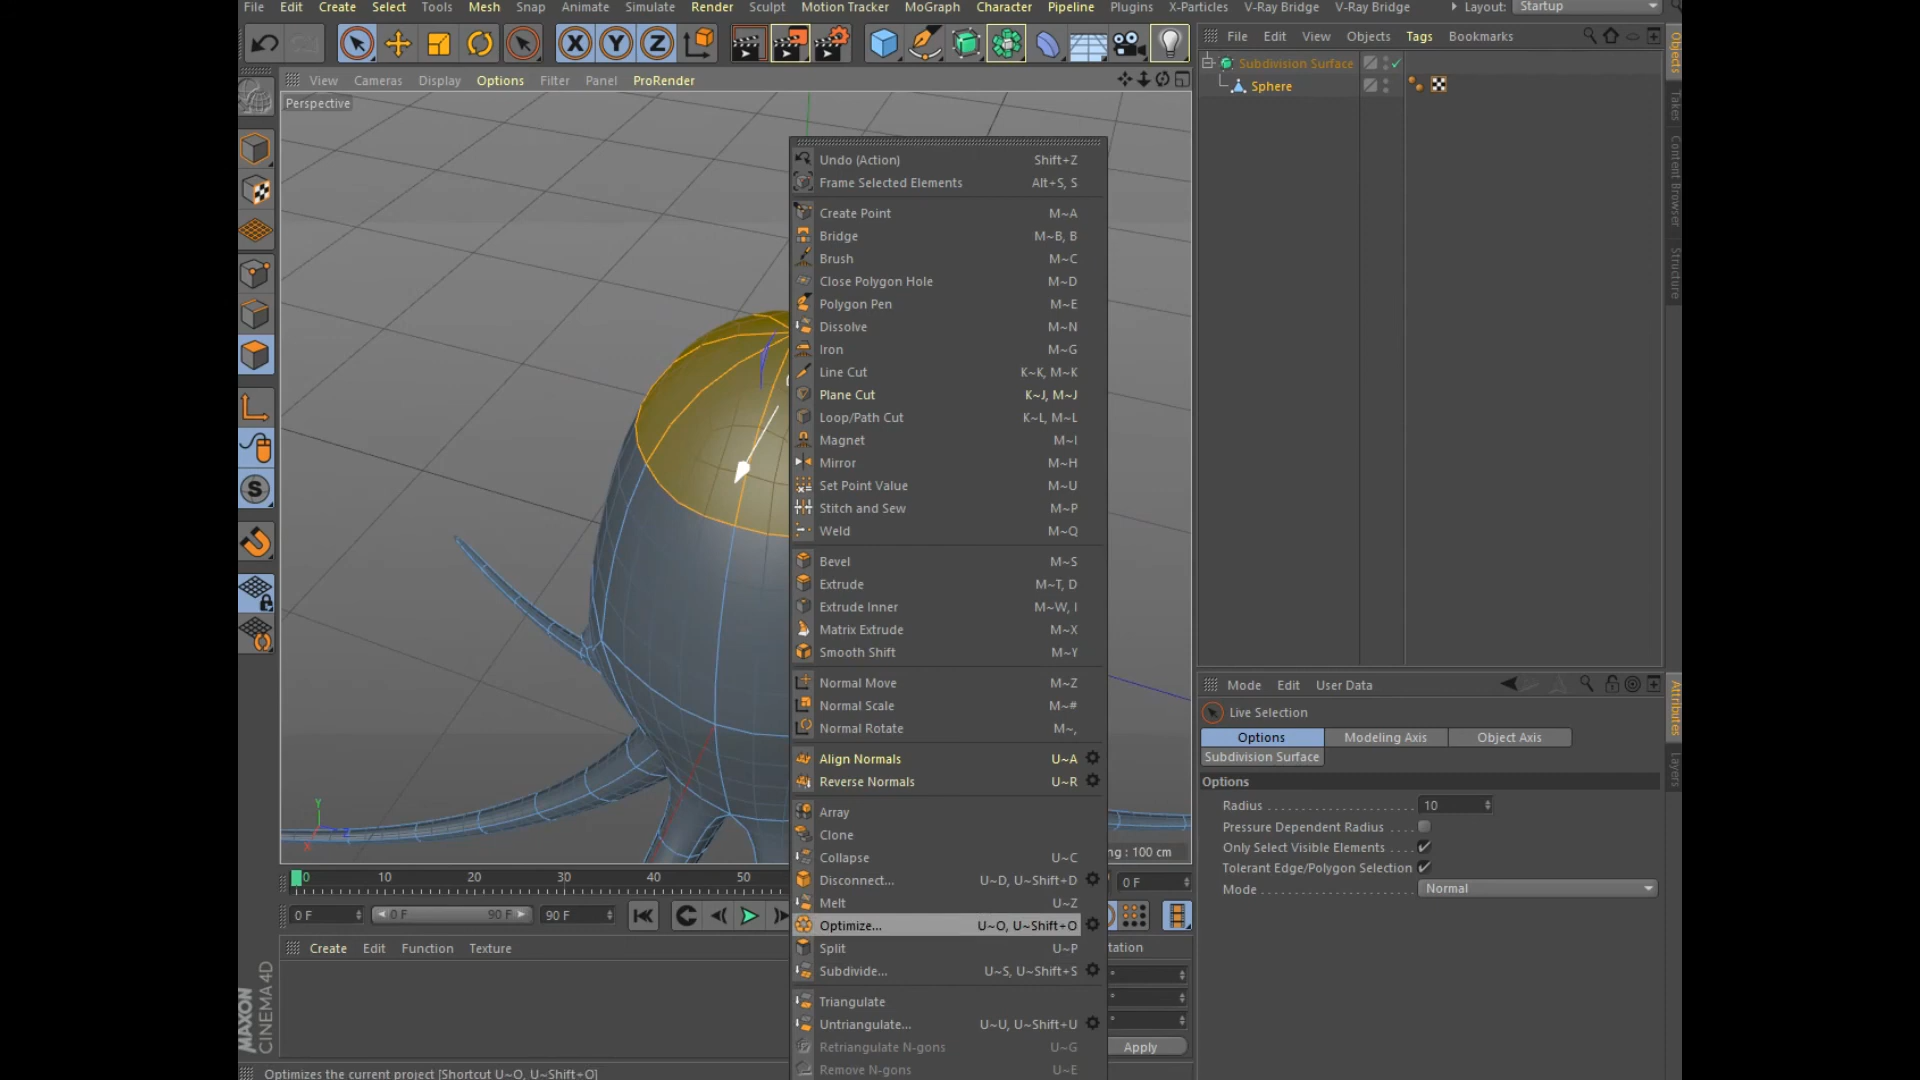 File Edit Create Select Tools Mesh Snap Animate Simulate Render Sculpt Motion Tracker MoGraph Character Pipeline Plugins X-Particles V-Ray Bridge V-Ray Bridge Layout: Startup
File Edit View Objects Tags Bookmarks
Subdivision Surface
Sphere
View Cameras Display Options Filter Panel ProRender
Perspective
Undo (Action) Shift+Z
Frame Selected Elements Alt+S, S
Create Point M~A
Bridge M~B, B
Brush M~C
Close Polygon Hole M~D
Polygon Pen M~E
Dissolve M~N
Iron M~G
Line Cut K~K, M~K
Plane Cut K~J, M~J
Loop/Path Cut K~L, M~L
Magnet M~I
Mirror M~H
Set Point Value M~U
Stitch and Sew M~P
Weld M~Q
Bevel M~S
Extrude M~T, D
Extrude Inner M~W, I
Matrix Extrude M~X
Smooth Shift M~Y
Normal Move M~Z
Normal Scale M~#
Normal Rotate M~,
Align Normals U~A
Reverse Normals U~R
Array
Clone
Collapse U~C
Disconnect... U~D, U~Shift+D
Melt U~Z
Optimize... U~O, U~Shift+O
Split U~P
Subdivide... U~S, U~Shift+S
Triangulate
Untriangulate... U~U, U~Shift+U
Retriangulate N-gons U~G
Remove N-gons U~E
Y
Z
X
ng : 100 cm
0 10 20 30 40 50
0 F
0 F 0 F 90 F 90 F
Create Edit Function Texture
tation
Apply
MAXON
CINEMA 4D
Optimizes the current project [Shortcut U~O, U~Shift+O]
Objects
Takes
Content Browser
Structure
Mode Edit User Data
Live Selection
Options Modeling Axis Object Axis
Subdivision Surface
Options
Radius 10
Pressure Dependent Radius
Only Select Visible Elements
Tolerant Edge/Polygon Selection
Mode Normal
Attributes
Layers